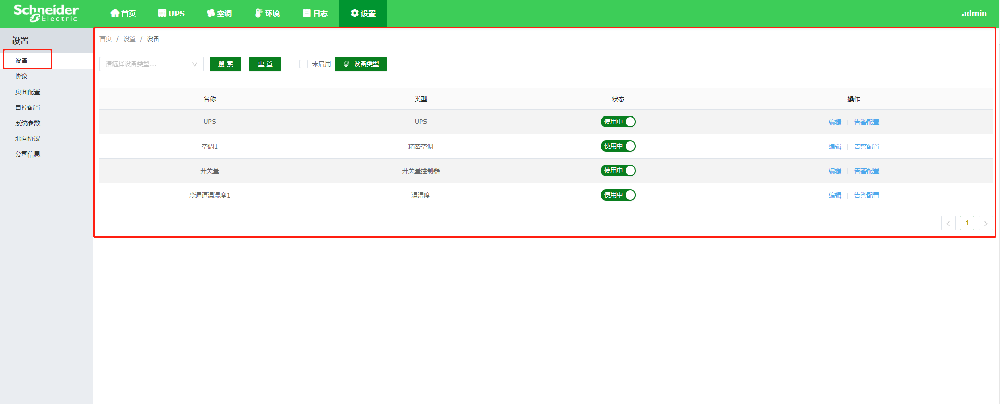 Schneider Electric
首页 UPS 空调 环境 日志 设置 admin
设置
设备
协议
页面配置
自控配置
系统参数
北向协议
公司信息
首页 / 设置 / 设备
请选择设备类型... 搜 索 重 置 未启用 设备类型
名称 类型 状态 操作
UPS UPS 使用中 编辑 告警配置
空调1 精密空调 使用中 编辑 告警配置
开关量 开关量控制器 使用中 编辑 告警配置
冷通道温湿度1 温湿度 使用中 编辑 告警配置
< 1 >